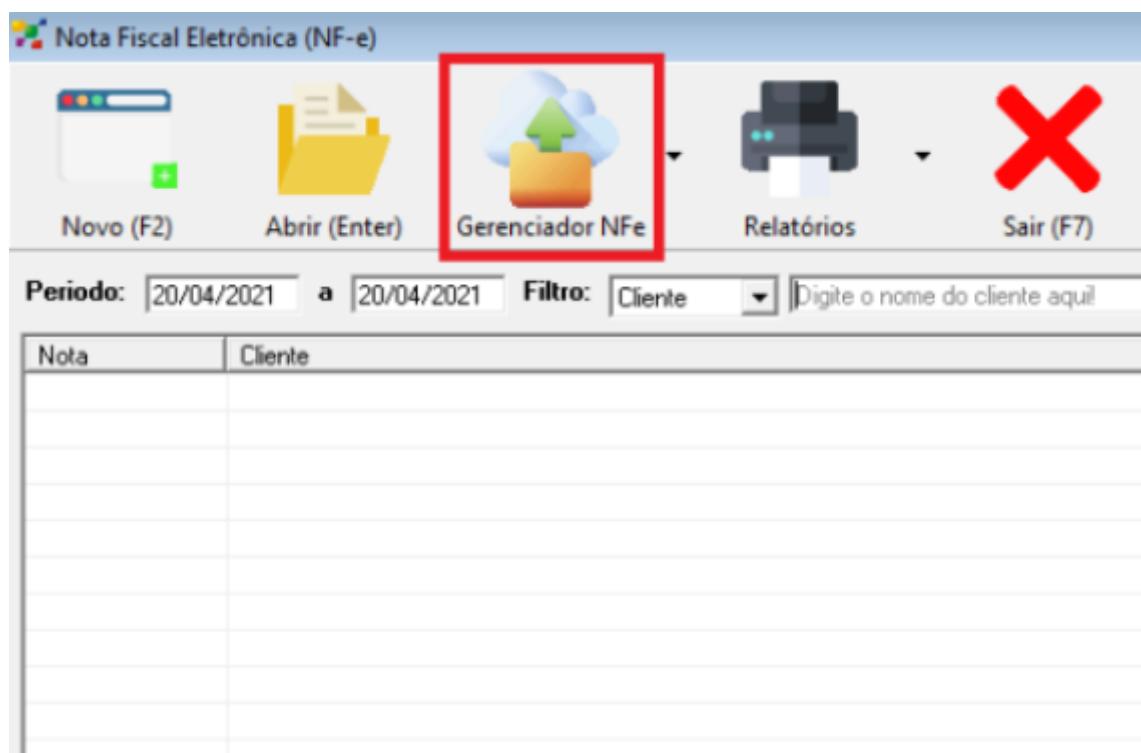 Nota Fiscal Eletrônica (NF-e)
Novo (F2) Abrir (Enter) Gerenciador NFe Relatórios Sair (F7)
Periodo: 20/04/2021 a 20/04/2021 Filtro: Cliente Digite o nome do cliente aqui!
Nota Cliente